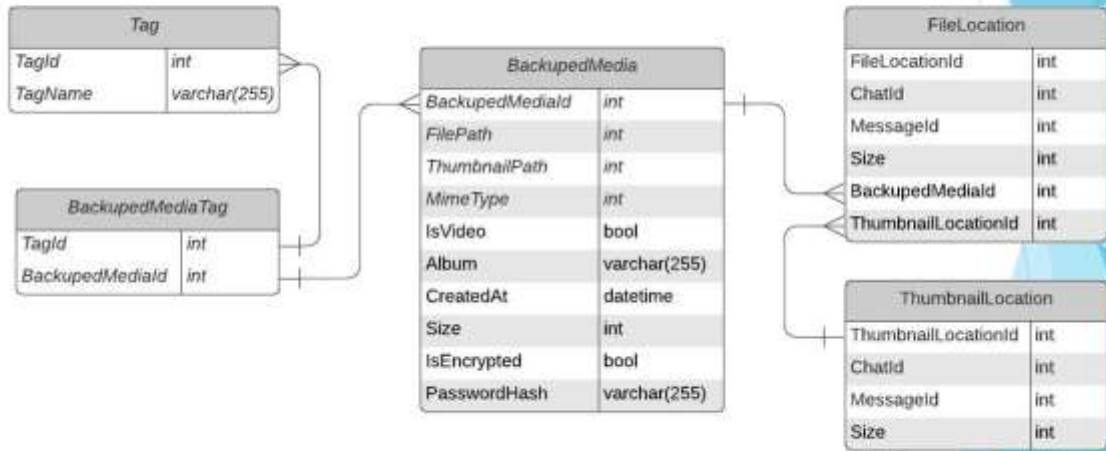 Tag
TagId int
TagName varchar(255)
BackupedMediaTag
TagId int
BackupedMediaId int
BackupedMedia
BackupedMediaId int
FilePath int
ThumbnailPath int
MimeType int
IsVideo bool
Album varchar(255)
CreatedAt datetime
Size int
IsEncrypted bool
PasswordHash varchar(255)
FileLocation
FileLocationId int
ChatId int
MessageId int
Size int
BackupedMediaId int
ThumbnailLocationId int
ThumbnailLocation
ThumbnailLocationId int
ChatId int
MessageId int
Size int